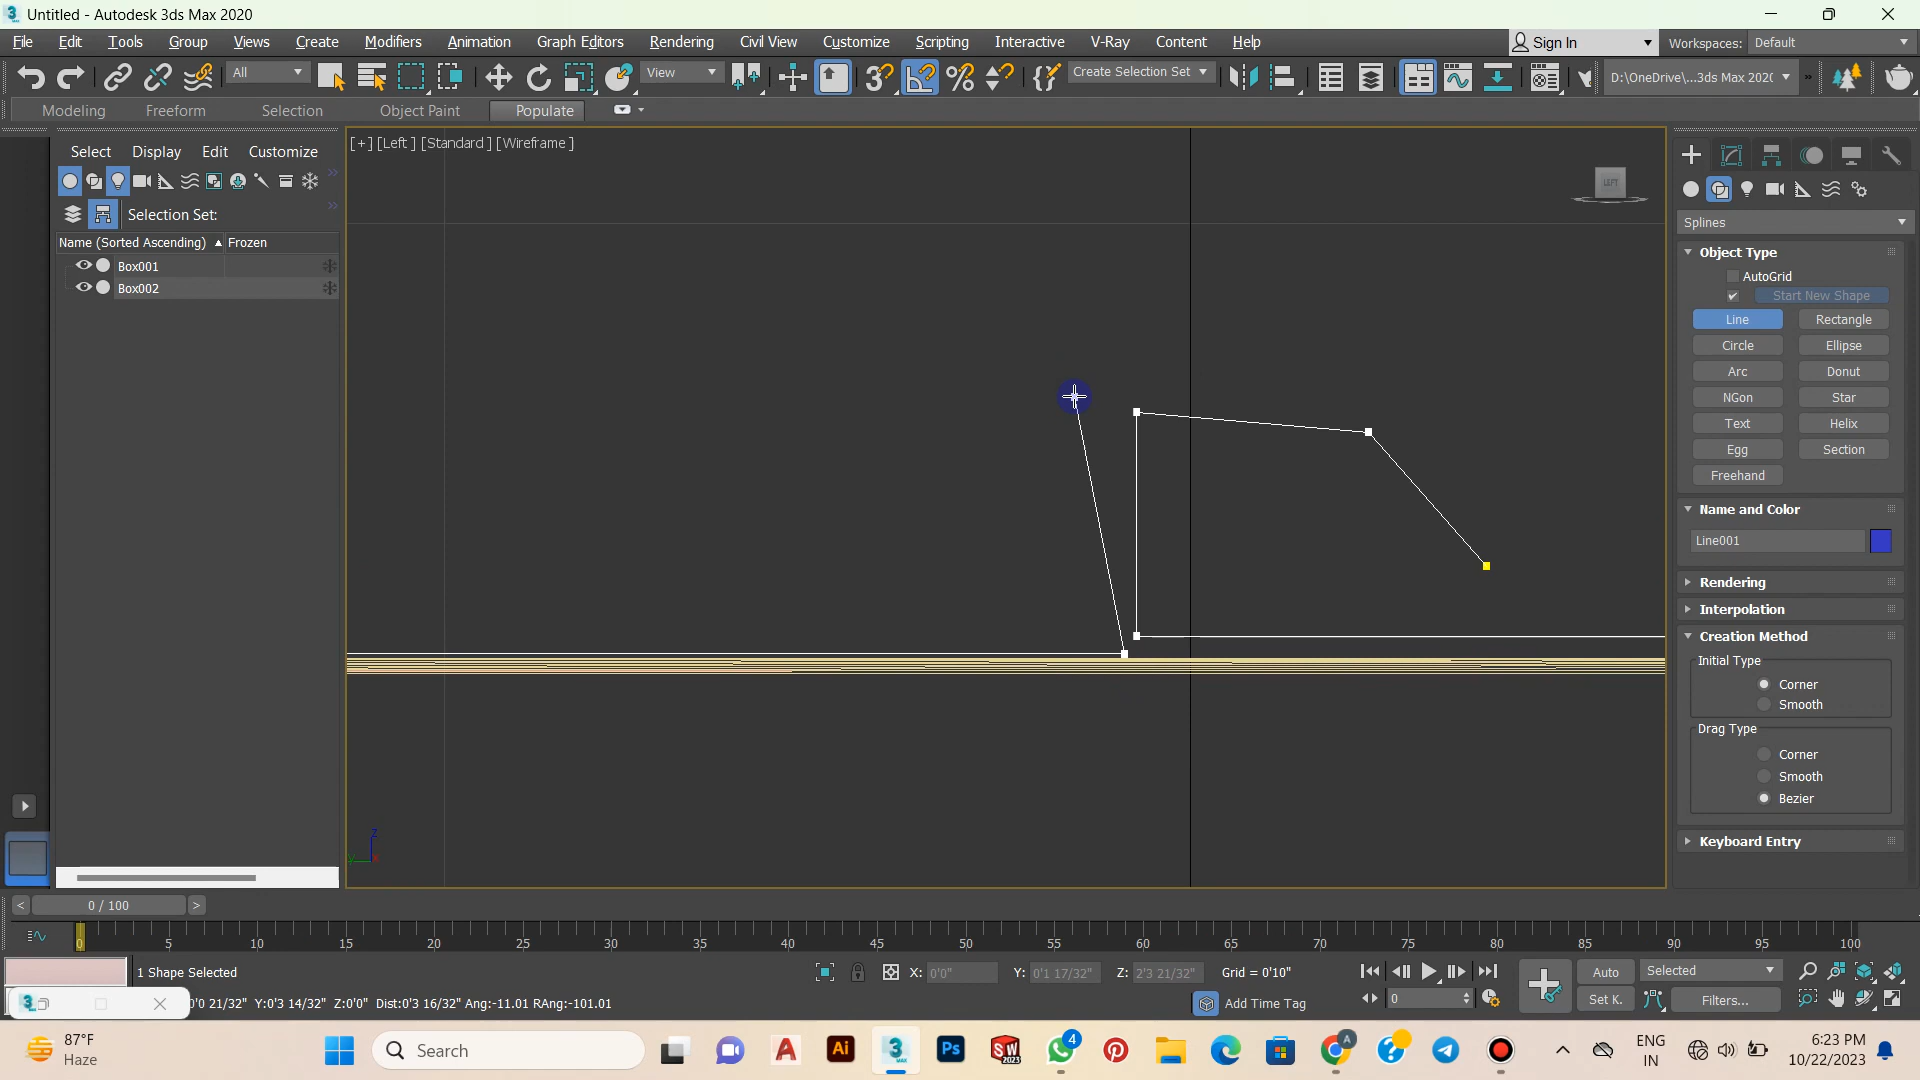 Untitled - Autodesk 3ds Max 2020
File Edit Tools Group Views Create Modifiers Animation Graph Editors Rendering Civil View Customize Scripting Interactive V-Ray Content Help
Sign In
Workspaces: Default
All
View
Create Selection Set
D:\OneDrive\...3ds Max 202(
Modeling Freeform Selection Object Paint Populate
Select Display Edit Customize
[+] [Left ] [Standard ] [Wireframe ]
LEFT
Selection Set:
Splines
Name (Sorted Ascending) Frozen
Object Type
Box001
AutoGrid
Box002
Start New Shape
Line Rectangle
Circle Ellipse
Arc Donut
NGon Star
Text Helix
Egg Section
Freehand
Name and Color
Line001
Rendering
Interpolation
Creation Method
Initial Type
Corner
Smooth
Drag Type
Corner
Smooth
Bezier
Keyboard Entry
z
y
x
< 0 / 100 >
0 5 10 15 20 25 30 35 40 45 50 55 60 65 70 75 80 85 90 95 100
1 Shape Selected
X: 0'0" Y: 0'1 17/32" Z: 2'3 21/32" Grid = 0'10"
Auto Selected
0'0 21/32" Y:0'3 14/32" Z:0'0" Dist:0'3 16/32" Ang:-11.01 RAng:-101.01
Add Time Tag
0
Set K. Filters...
87°F
Haze
Search
4
A
ENG
IN
6:23 PM
10/22/2023